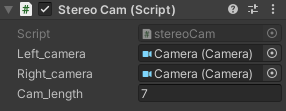 Stereo Cam (Script)
Script stereoCam
Left_camera Camera (Camera)
Right_camera Camera (Camera)
Cam_length 7